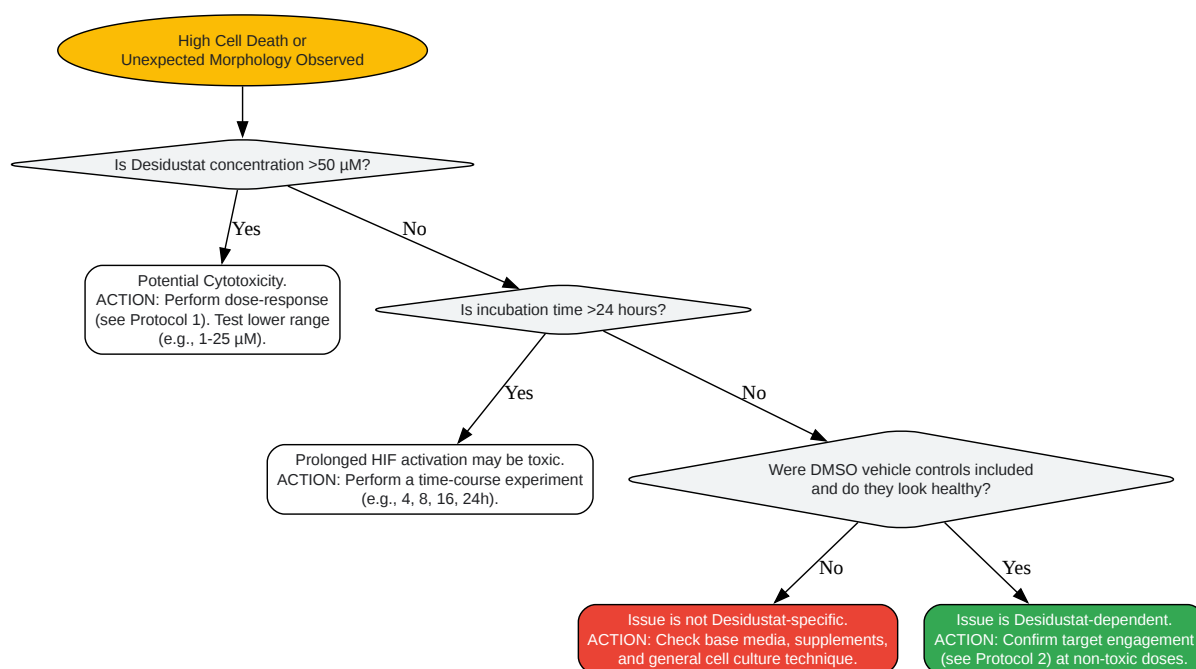 High Cell Death or
Unexpected Morphology Observed
Is Desidustat concentration >50 µM?
Yes
No
Potential Cytotoxicity.
ACTION: Perform dose-response
(see Protocol 1). Test lower range
(e.g., 1-25 µM).
Is incubation time >24 hours?
Yes
No
Prolonged HIF activation may be toxic.
ACTION: Perform a time-course experiment
(e.g., 4, 8, 16, 24h).
Were DMSO vehicle controls included
and do they look healthy?
No
Yes
Issue is not Desidustat-specific.
ACTION: Check base media, supplements,
and general cell culture technique.
Issue is Desidustat-dependent.
ACTION: Confirm target engagement
(see Protocol 2) at non-toxic doses.